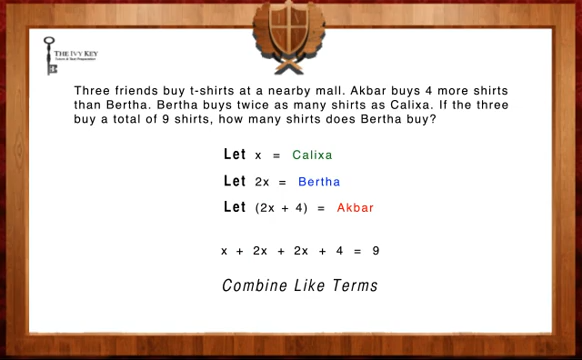 THE IVY KEY
Three friends buy t-shirts at a nearby mall. Akbar buys 4 more shirts
than Bertha. Bertha buys twice as many shirts as Calixa. If the three
buy a total of 9 shirts, how many shirts does Bertha buy?
Let x = Calixa
Let 2x = Bertha
Let (2x + 4) = Akbar
x + 2x + 2x + 4 = 9
Combine Like Terms